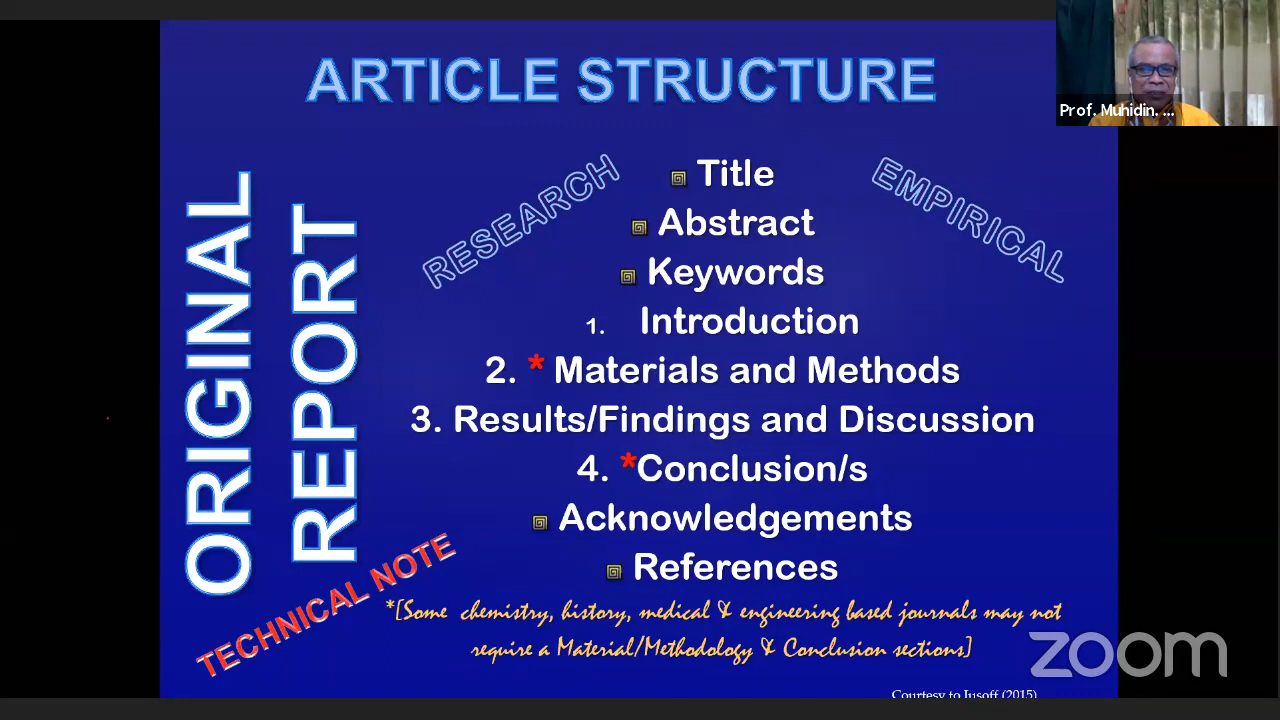 ARTICLE STRUCTURE
Prof. Muhidin. ...
ORIGINAL
REPORT
RESEARCH
EMPIRICAL
Title
Abstract
Keywords
1. Introduction
2. * Materials and Methods
3. Results/Findings and Discussion
4. *Conclusion/s
Acknowledgements
References
TECHNICAL NOTE
*[Some chemistry, history, medical & engineering based journals may not
require a Material/Methodology & Conclusion sections]
zoom
Courtesy to Jusoff (2015)